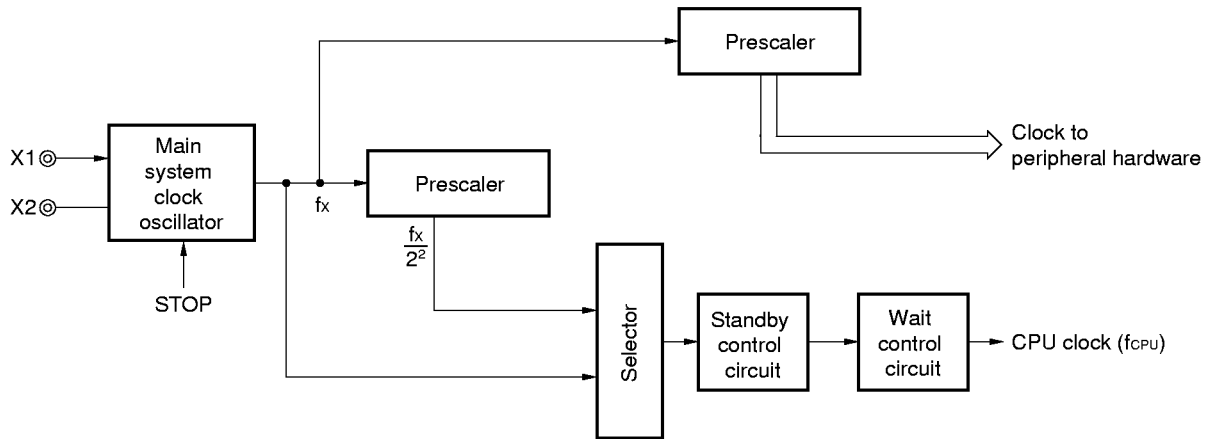 Prescaler
Clock to
peripheral hardware
X1
X2
Main
system
clock
oscillator
fX
Prescaler
fX
2²
STOP
Selector
Standby
control
circuit
Wait
control
circuit
CPU clock (fCPU)